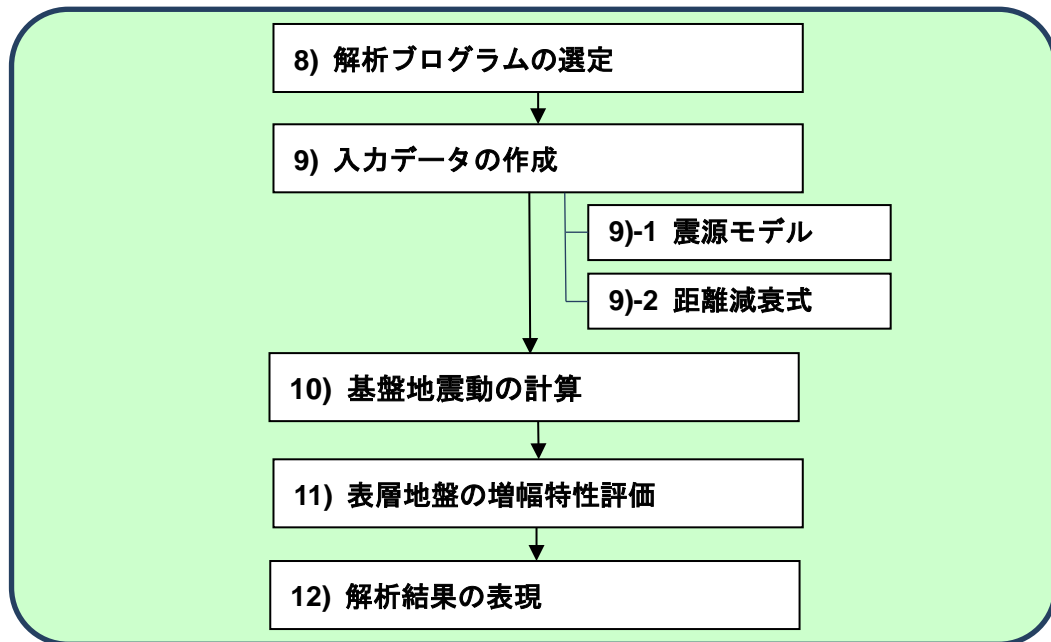 8) 解析プログラムの選定
9) 入力データの作成
9)-1 震源モデル
9)-2 距離減衰式
10) 基盤地震動の計算
11) 表層地盤の増幅特性評価
12) 解析結果の表現